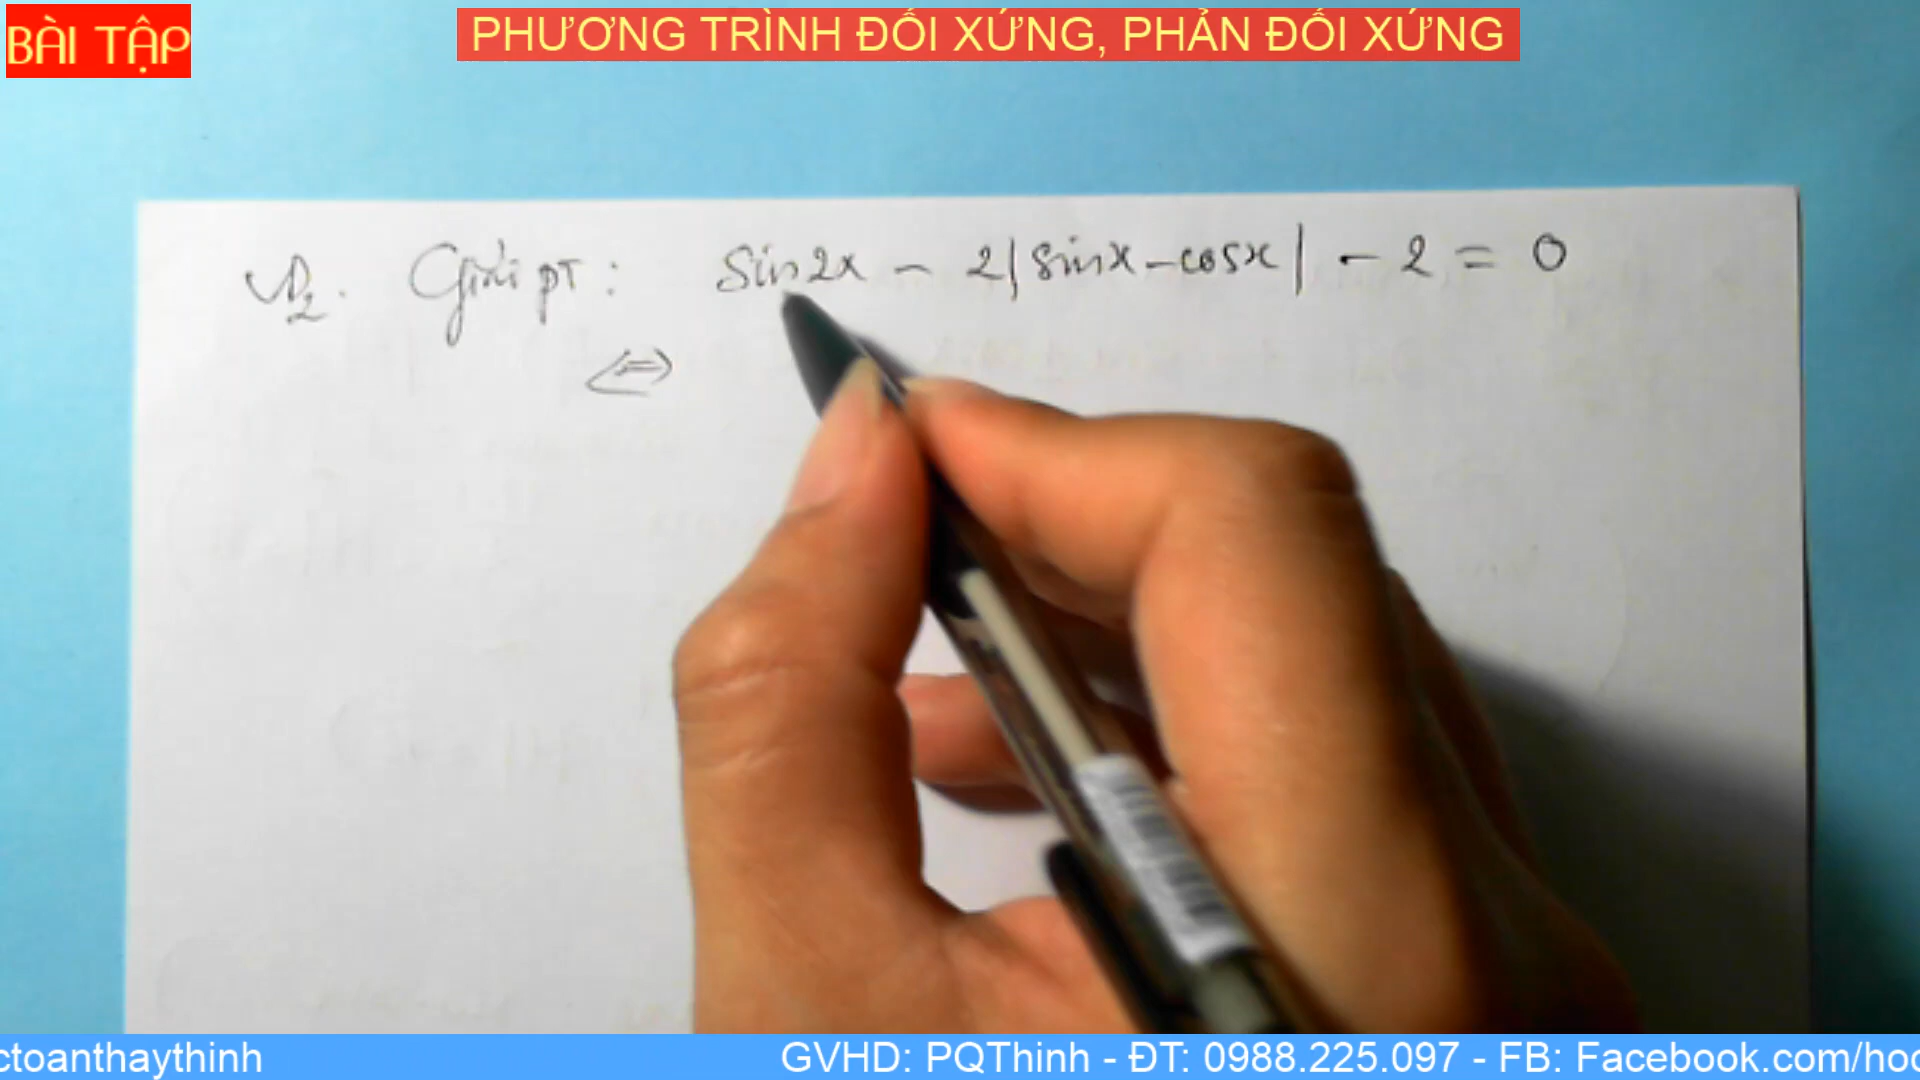 BÀI TẬP
PHƯƠNG TRÌNH ĐỐI XỨNG, PHẢN ĐỐI XỨNG
VD2. Giải pt: Sin2x - 2|sinx-cosx| - 2 = 0
⇔
ctoanthaythinh
GVHD: PQThinh - ĐT: 0988.225.097 - FB: Facebook.com/hoc